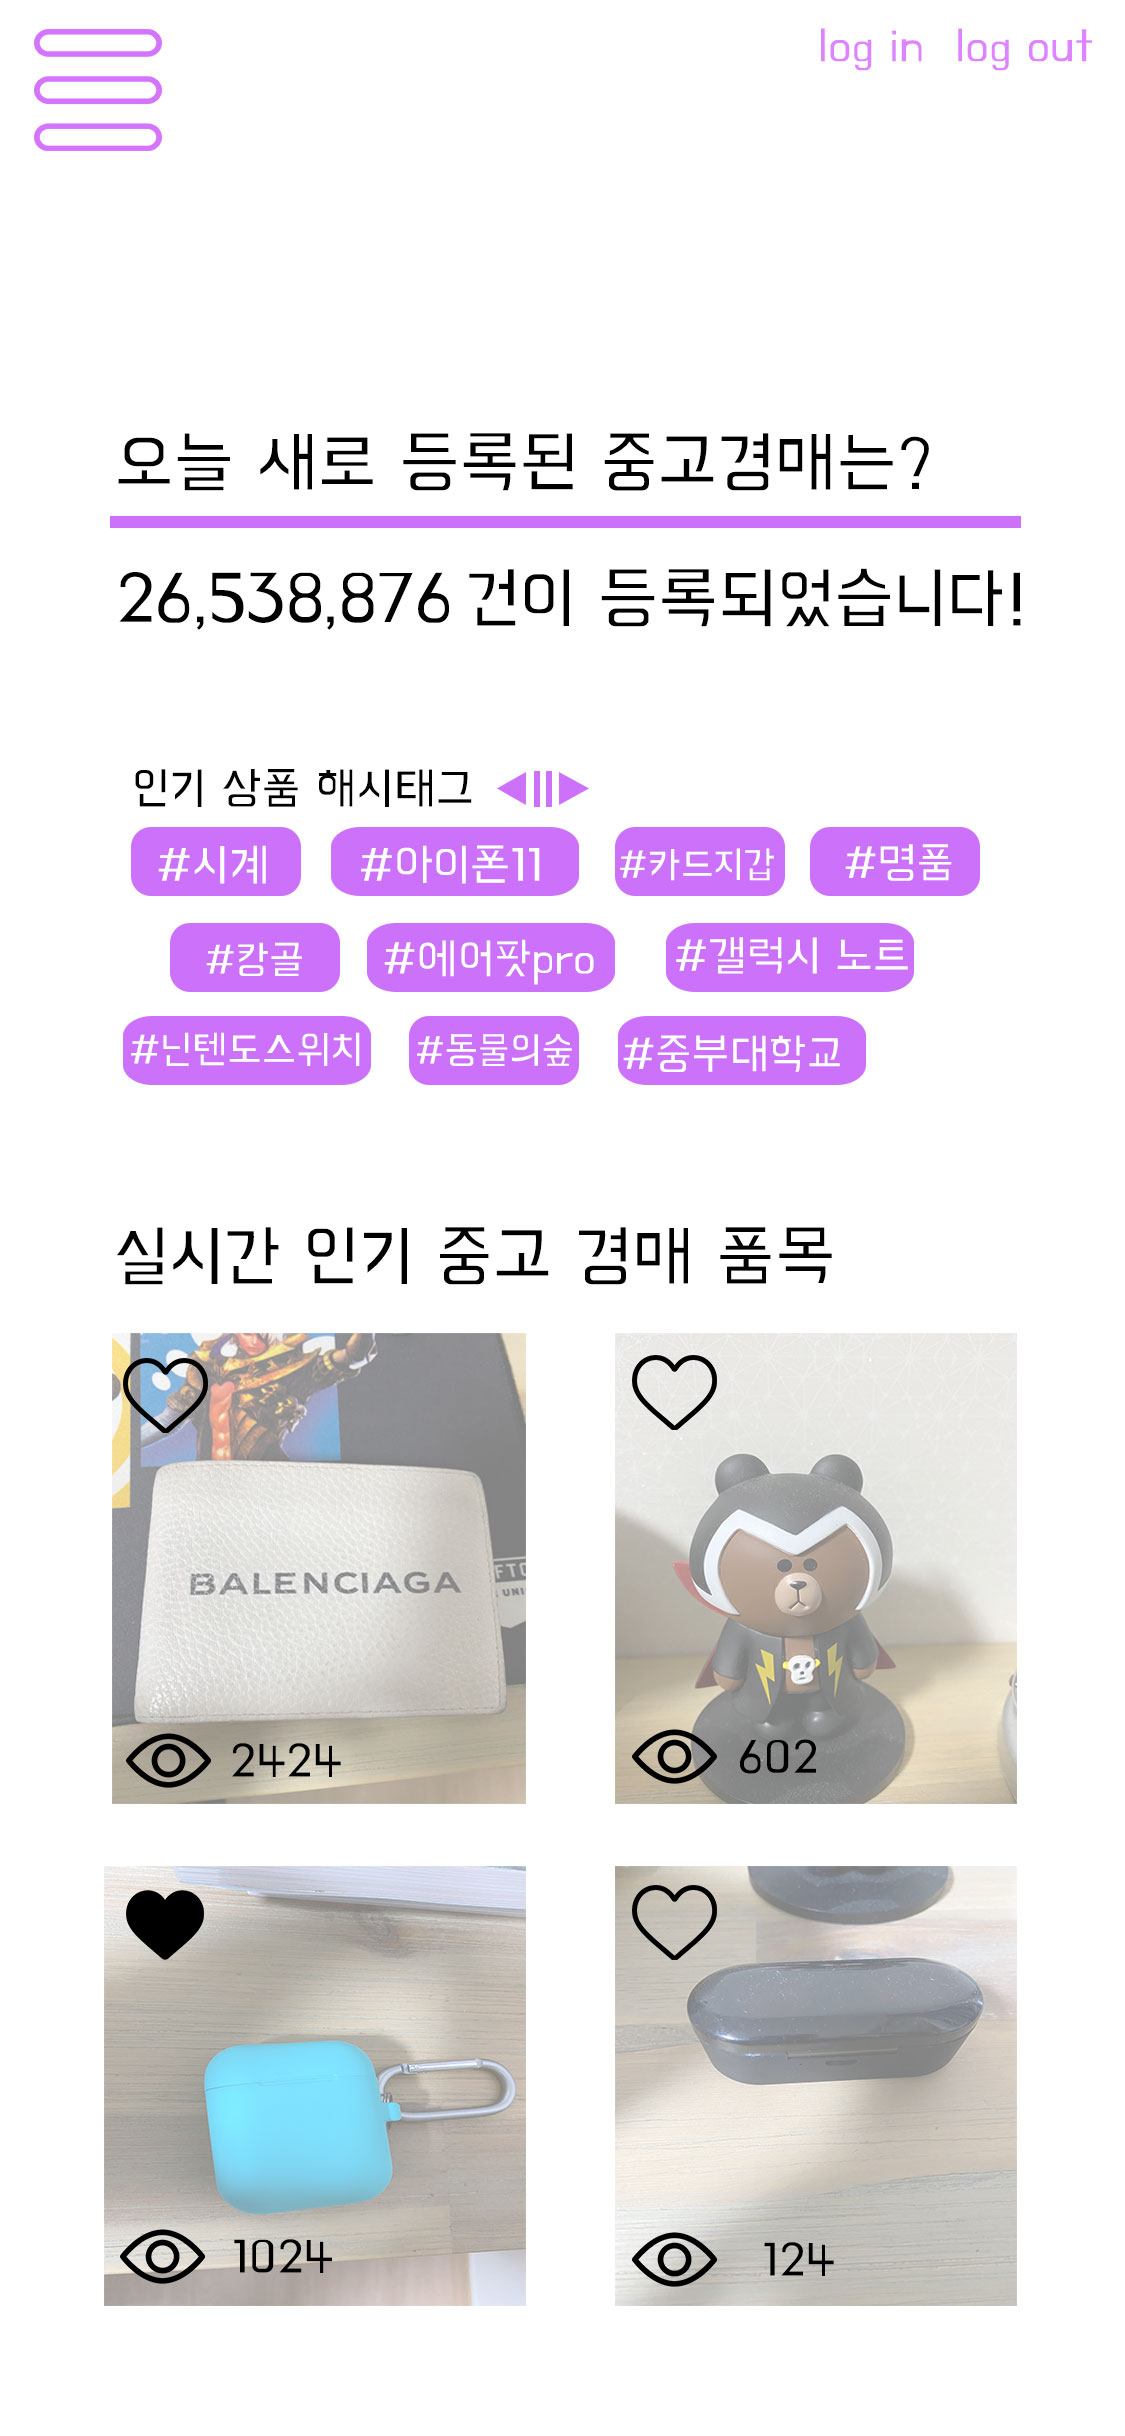 log in log out
오늘 새로 등록된 중고경매는?
26,538,876 건이 등록되었습니다!
인기 상품 해시태그
#시계 #아이폰11 #카드지갑 #명품
#캉골 #에어팟pro #갤럭시 노트
#닌텐도스위치 #동물의숲 #중부대학교
실시간 인기 중고 경매 품목
BALENCIAGA
2424
602
1024
124